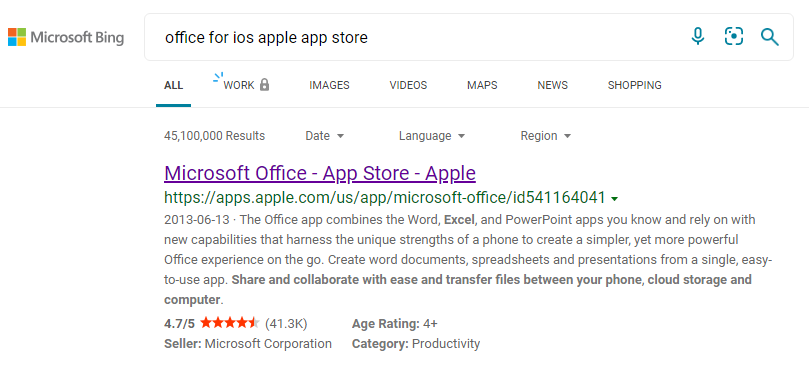 Microsoft Bing
office for ios apple app store
ALL WORK IMAGES VIDEOS MAPS NEWS SHOPPING
45,100,000 Results Date Language Region
Microsoft Office - App Store - Apple
https://apps.apple.com/us/app/microsoft-office/id541164041
2013-06-13 · The Office app combines the Word, Excel, and PowerPoint apps you know and rely on with
new capabilities that harness the unique strengths of a phone to create a simpler, yet more powerful
Office experience on the go. Create word documents, spreadsheets and presentations from a single, easy-
to-use app. Share and collaborate with ease and transfer files between your phone, cloud storage and
computer.
4.7/5 (41.3K) Age Rating: 4+
Seller: Microsoft Corporation Category: Productivity